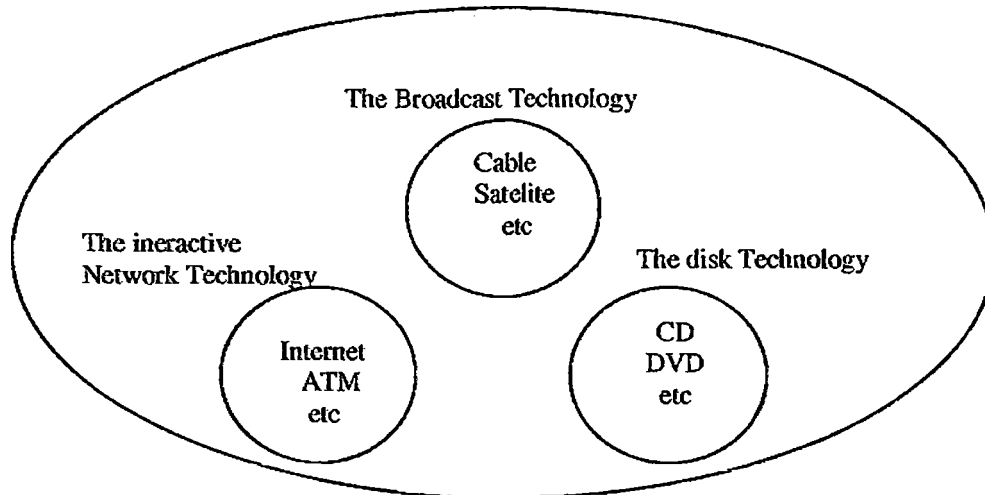 The Broadcast Technology
Cable
Satelite
etc
The ineractive
Network Technology
Internet
ATM
etc
The disk Technology
CD
DVD
etc